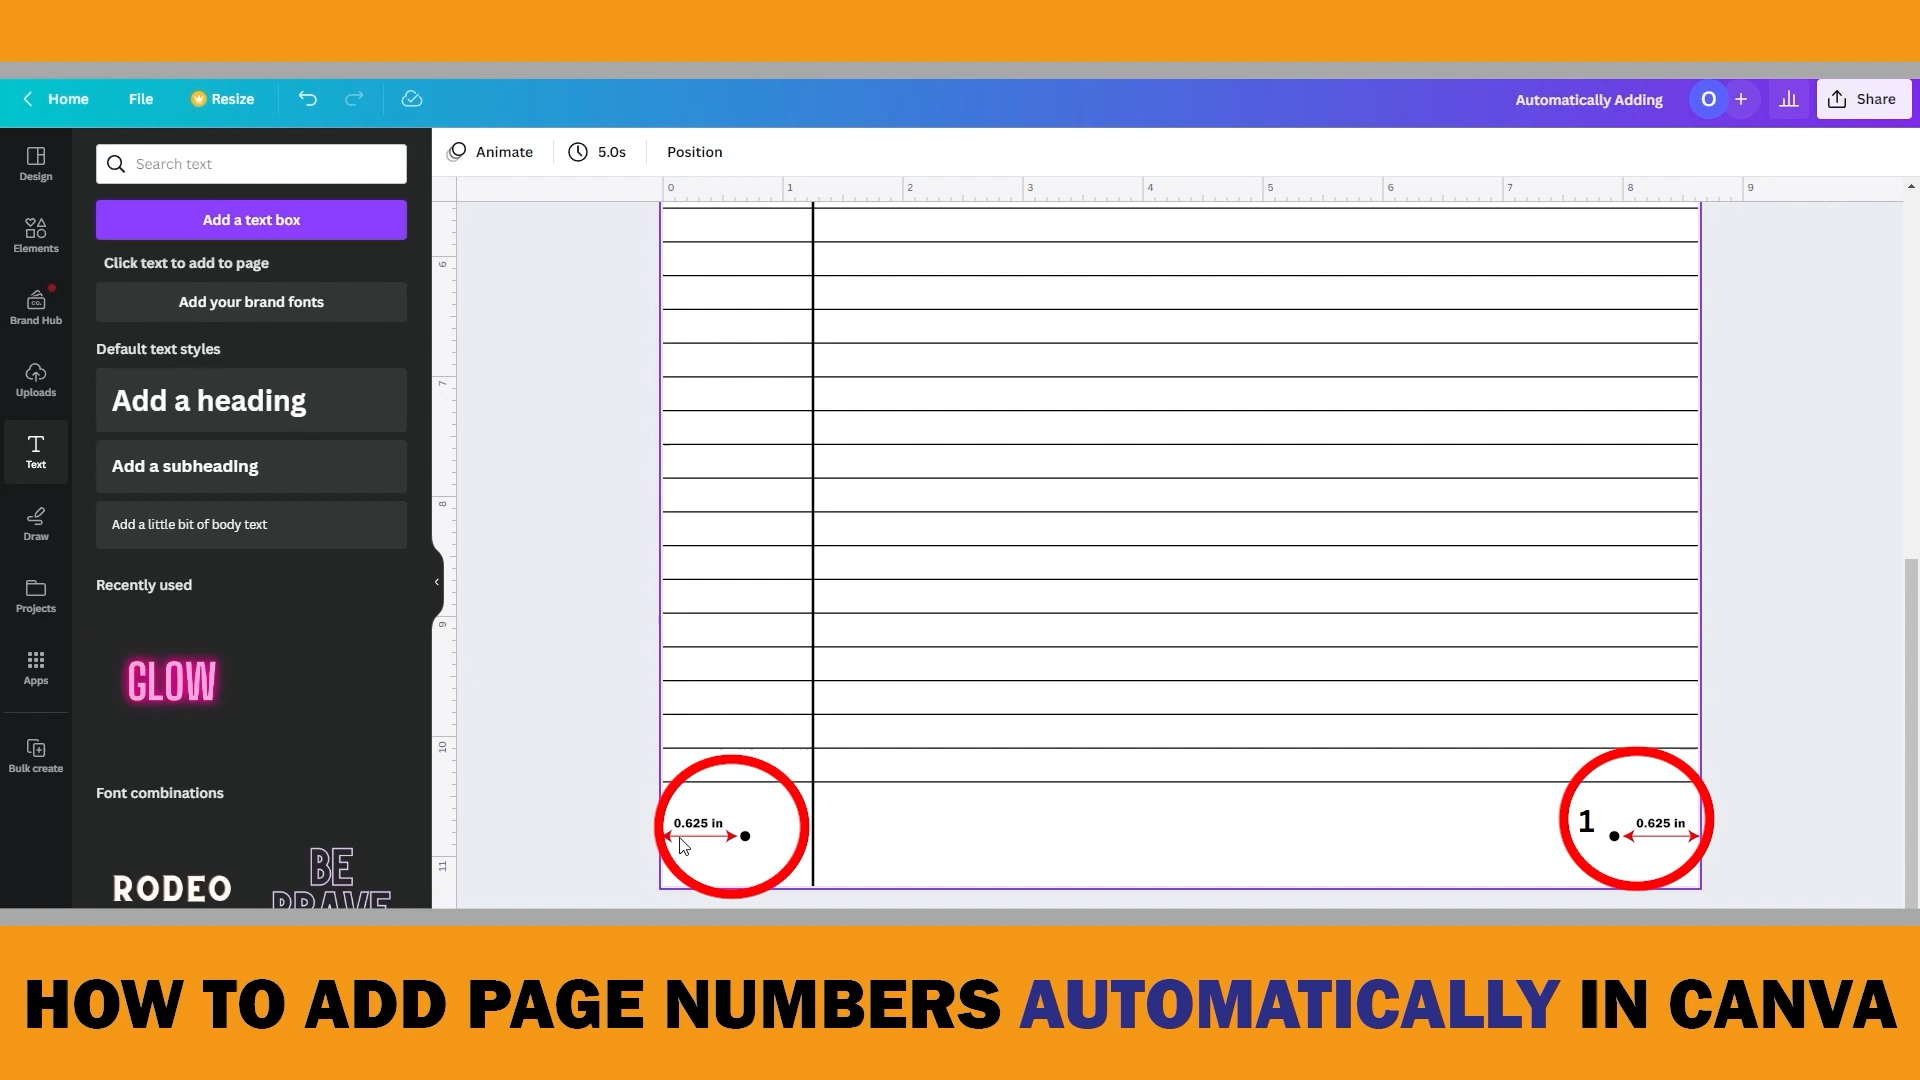 Home File Resize Automatically Adding O + Share
Design
Elements
Brand Hub
CO.
Uploads
Text
Draw
Projects
Apps
Bulk create
Search text
Add a text box
Click text to add to page
Add your brand fonts
Default text styles
Add a heading
Add a subheading
Add a little bit of body text
Recently used
GLOW
Font combinations
RODEO
BE
BRAVE
Animate 5.0s Position
0 1 2 3 4 5 6 7 8 9
6
7
8
9
10
11
0.625 in
1 0.625 in
HOW TO ADD PAGE NUMBERS AUTOMATICALLY IN CANVA